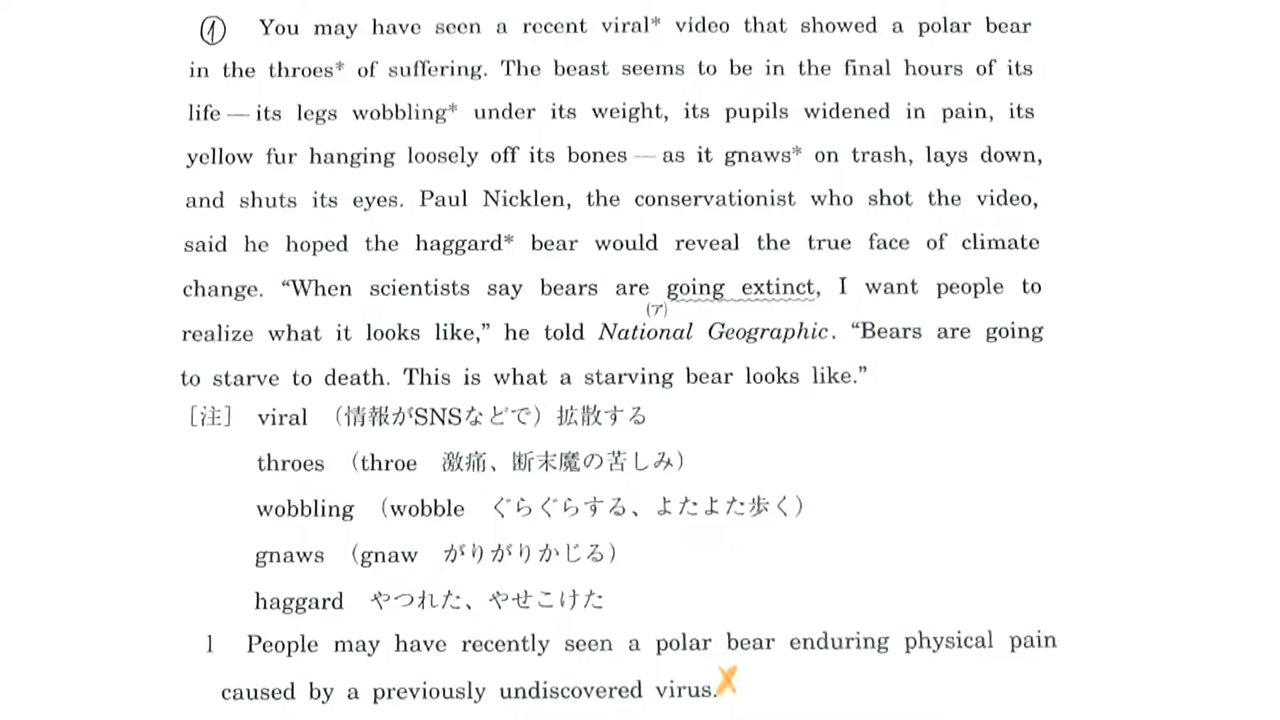 ① You may have seen a recent viral* video that showed a polar bear
in the throes* of suffering. The beast seems to be in the final hours of its
life — its legs wobbling* under its weight, its pupils widened in pain, its
yellow fur hanging loosely off its bones — as it gnaws* on trash, lays down,
and shuts its eyes. Paul Nicklen, the conservationist who shot the video,
said he hoped the haggard* bear would reveal the true face of climate
change. “When scientists say bears are going extinct, I want people to
(ア)
realize what it looks like,” he told National Geographic. “Bears are going
to starve to death. This is what a starving bear looks like.”
［注］ viral （情報がSNSなどで）拡散する
throes （throe 激痛、断末魔の苦しみ）
wobbling （wobble ぐらぐらする、よたよた歩く）
gnaws （gnaw がりがりかじる）
haggard やつれた、やせこけた
1 People may have recently seen a polar bear enduring physical pain
caused by a previously undiscovered virus. X